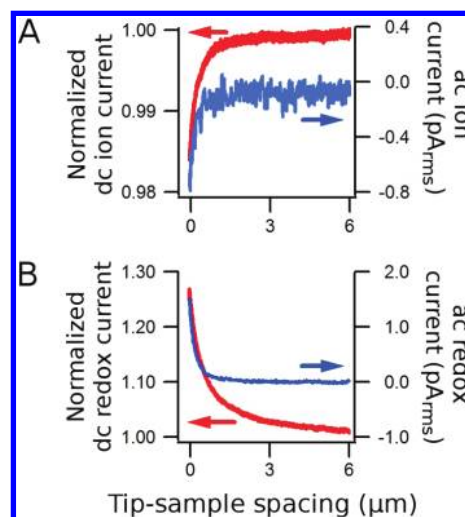 A
Normalized
dc ion current
1.00
0.99
0.98
0.4
0.0
-0.4
-0.8
ac ion
current (pArms)
0
3
6
B
Normalized
dc redox current
1.30
1.20
1.10
1.00
2.0
1.0
0.0
-1.0
ac redox
current (pArms)
0
3
6
Tip-sample spacing (μm)